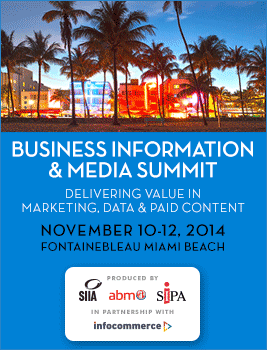 BUSINESS INFORMATION
& MEDIA SUMMIT
DELIVERING VALUE IN
MARKETING, DATA & PAID CONTENT
NOVEMBER 10-12, 2014
FONTAINEBLEAU MIAMI BEACH
PRODUCED BY
SIIA abm SIPA
IN PARTNERSHIP WITH
infocommerce